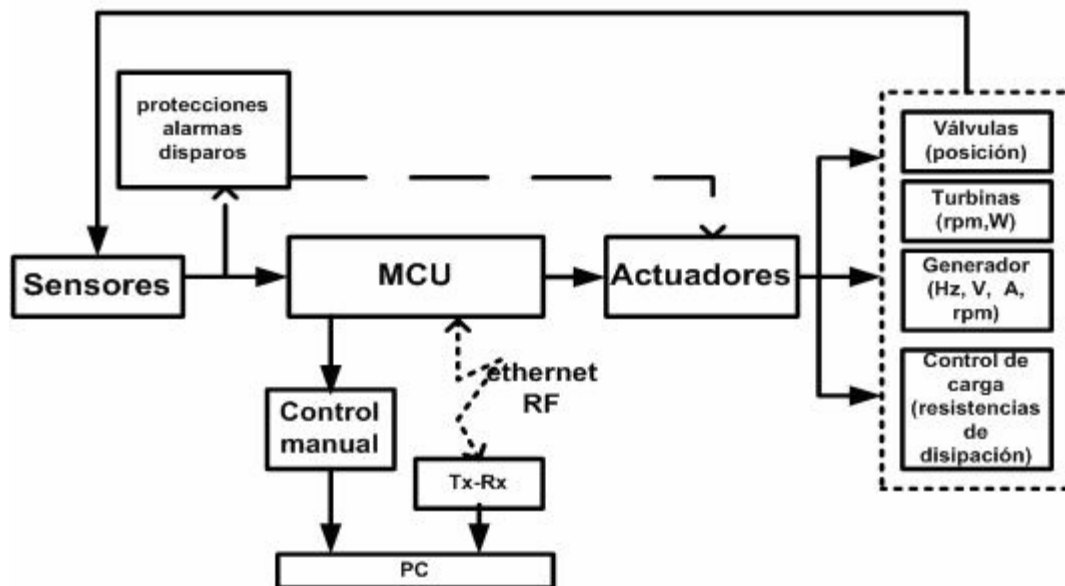 protecciones
alarmas
disparos
Válvulas
(posición)
Turbinas
(rpm,W)
Sensores
MCU
Actuadores
Generador
(Hz, V, A,
rpm)
ethernet
RF
Control
manual
Control de
carga
(resistencias
de
disipación)
Tx-Rx
PC